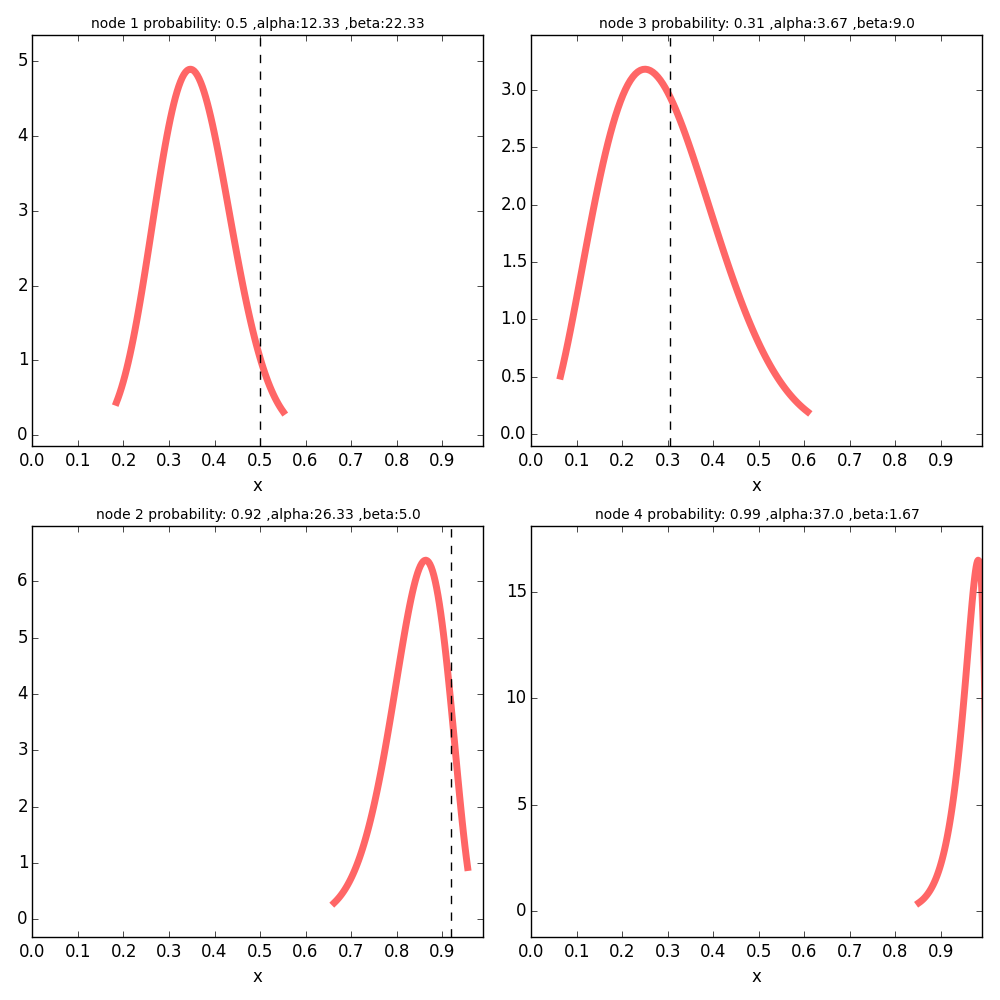 node 1 probability: 0.5 ,alpha:12.33 ,beta:22.33
5
4
3
2
1
0
0.0 0.1 0.2 0.3 0.4 0.5 0.6 0.7 0.8 0.9
x
node 3 probability: 0.31 ,alpha:3.67 ,beta:9.0
3.0
2.5
2.0
1.5
1.0
0.5
0.0
0.0 0.1 0.2 0.3 0.4 0.5 0.6 0.7 0.8 0.9
x
node 2 probability: 0.92 ,alpha:26.33 ,beta:5.0
6
5
4
3
2
1
0
0.0 0.1 0.2 0.3 0.4 0.5 0.6 0.7 0.8 0.9
x
node 4 probability: 0.99 ,alpha:37.0 ,beta:1.67
15
10
5
0
0.0 0.1 0.2 0.3 0.4 0.5 0.6 0.7 0.8 0.9
x